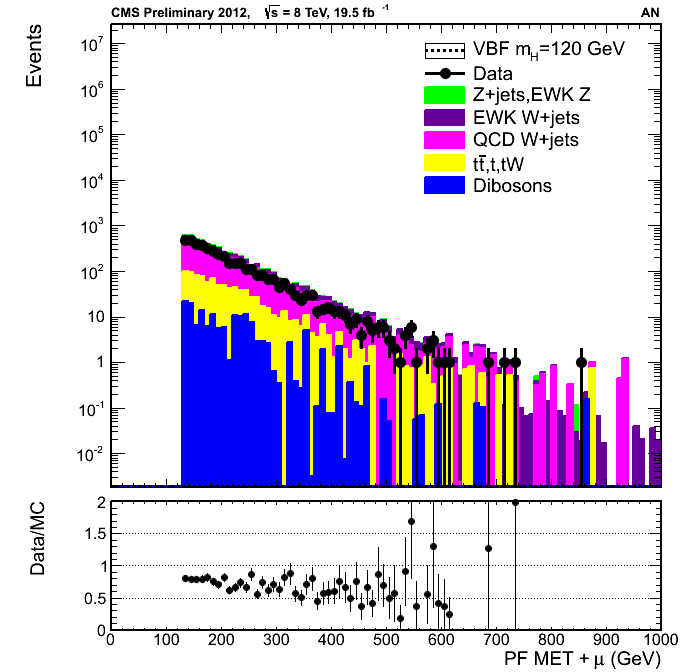 CMS Preliminary 2012, √s = 8 TeV, 19.5 fb⁻¹ AN
Events
10⁷
10⁶
10⁵
10⁴
10³
10²
10
1
10⁻¹
10⁻²
VBF m_H=120 GeV
Data
Z+jets,EWK Z
EWK W+jets
QCD W+jets
tt̄,t,tW
Dibosons
Data/MC
2
1.5
1
0.5
0
0 100 200 300 400 500 600 700 800 900 1000
PF MET + μ (GeV)